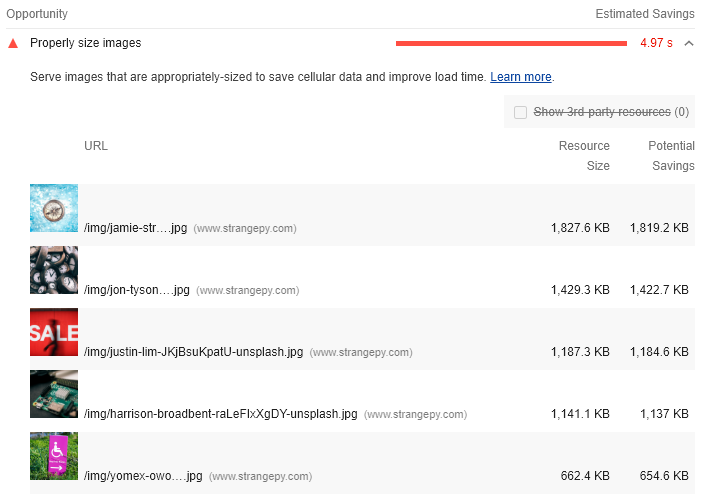 Opportunity Estimated Savings
Properly size images 4.97 s
Serve images that are appropriately-sized to save cellular data and improve load time. Learn more.
Show 3rd-party resources (0)
URL Resource Size Potential Savings
/img/jamie-str….jpg (www.strangepy.com) 1,827.6 KB 1,819.2 KB
/img/jon-tyson….jpg (www.strangepy.com) 1,429.3 KB 1,422.7 KB
SALE
/img/justin-lim-JKjBsuKpatU-unsplash.jpg (www.strangepy.com) 1,187.3 KB 1,184.6 KB
/img/harrison-broadbent-raLeFlxXgDY-unsplash.jpg (www.strangepy.com) 1,141.1 KB 1,137 KB
/img/yomex-owo….jpg (www.strangepy.com) 662.4 KB 654.6 KB